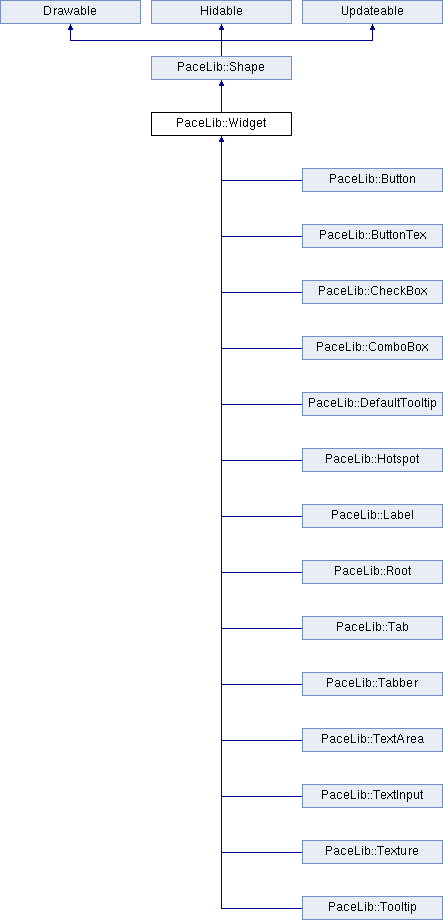 Drawable
Hidable
Updateable
PaceLib::Shape
PaceLib::Widget
PaceLib::Button
PaceLib::ButtonTex
PaceLib::CheckBox
PaceLib::ComboBox
PaceLib::DefaultTooltip
PaceLib::Hotspot
PaceLib::Label
PaceLib::Root
PaceLib::Tab
PaceLib::Tabber
PaceLib::TextArea
PaceLib::TextInput
PaceLib::Texture
PaceLib::Tooltip